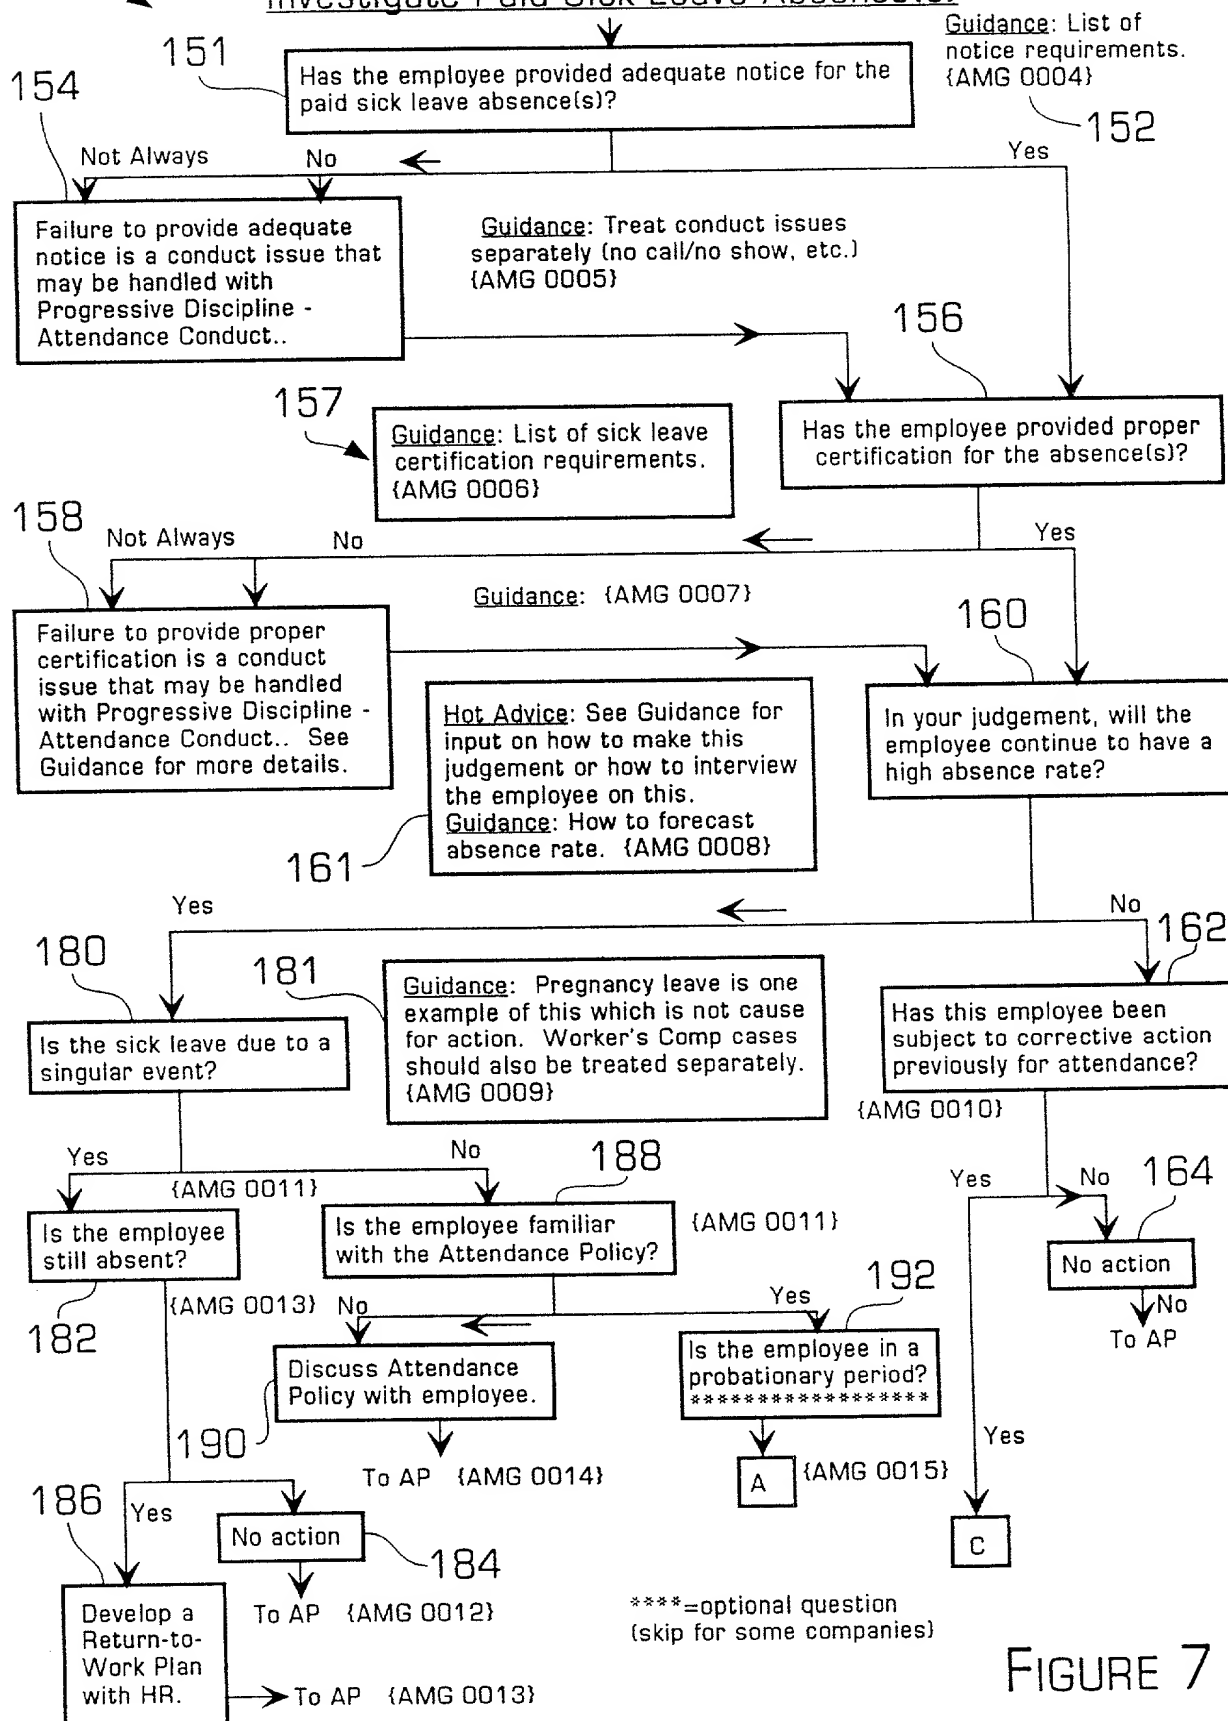 Investigate Paid Sick Leave Absence(s)
151
Has the employee provided adequate notice for the
paid sick leave absence(s)?
Guidance: List of
notice requirements.
{AMG 0004}
152
154
Not Always
No
Yes
Failure to provide adequate
notice is a conduct issue that
may be handled with
Progressive Discipline -
Attendance Conduct..
Guidance: Treat conduct issues
separately (no call/no show, etc.)
{AMG 0005}
156
157
Guidance: List of sick leave
certification requirements.
{AMG 0006}
Has the employee provided proper
certification for the absence(s)?
158
Not Always
No
Yes
Guidance: {AMG 0007}
Failure to provide proper
certification is a conduct
issue that may be handled
with Progressive Discipline -
Attendance Conduct.. See
Guidance for more details.
160
Hot Advice: See Guidance for
input on how to make this
judgement or how to interview
the employee on this.
Guidance: How to forecast
absence rate. {AMG 0008}
161
In your judgement, will the
employee continue to have a
high absence rate?
Yes
No
180
181
162
Is the sick leave due to a
singular event?
Guidance: Pregnancy leave is one
example of this which is not cause
for action. Worker's Comp cases
should also be treated separately.
{AMG 0009}
Has this employee been
subject to corrective action
previously for attendance?
{AMG 0010}
Yes
{AMG 0011}
No
188
Yes
No
164
Is the employee
still absent?
182
Is the employee familiar
with the Attendance Policy?
{AMG 0011}
No action
No
To AP
{AMG 0013}
No
Yes
192
Discuss Attendance
Policy with employee.
190
Is the employee in a
probationary period?
******************
To AP {AMG 0014}
A
{AMG 0015}
Yes
C
186
Yes
No action
184
To AP {AMG 0012}
Develop a
Return-to-
Work Plan
with HR.
To AP {AMG 0013}
****=optional question
(skip for some companies)
FIGURE 7